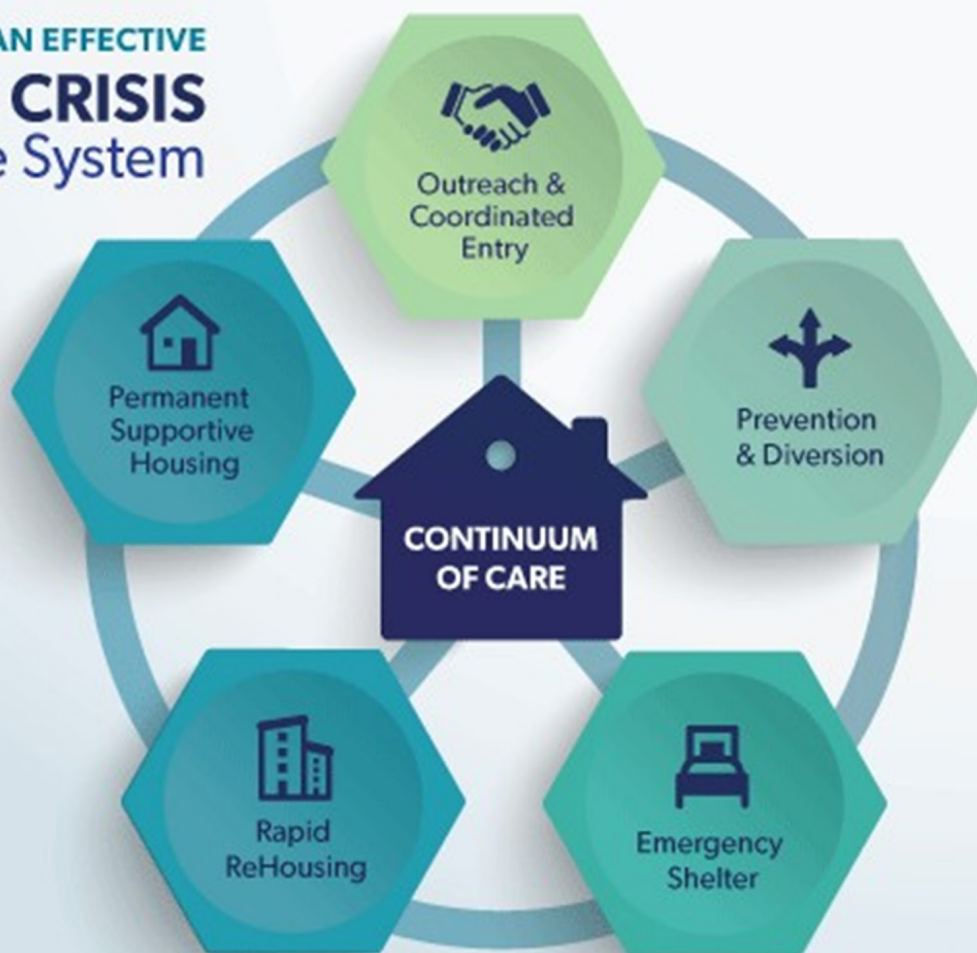 AN EFFECTIVE
CRISIS
e System
Outreach &
Coordinated
Entry
Permanent
Supportive
Housing
Prevention
& Diversion
CONTINUUM
OF CARE
Rapid
ReHousing
Emergency
Shelter